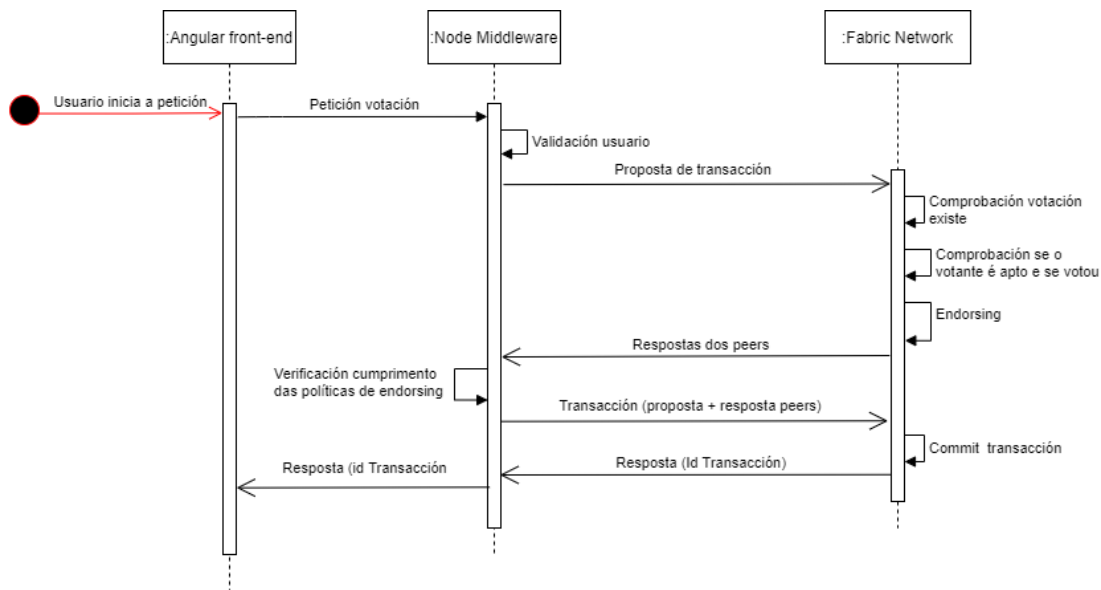 :Angular front-end
:Node Middleware
:Fabric Network
Usuario inicia a petición
Petición votación
Validación usuario
Proposta de transacción
Comprobación votación
existe
Comprobación se o
votante é apto e se votou
Endorsing
Respostas dos peers
Verificación cumprimento
das políticas de endorsing
Transacción (proposta + resposta peers)
Commit transacción
Resposta (Id Transacción)
Resposta (id Transacción